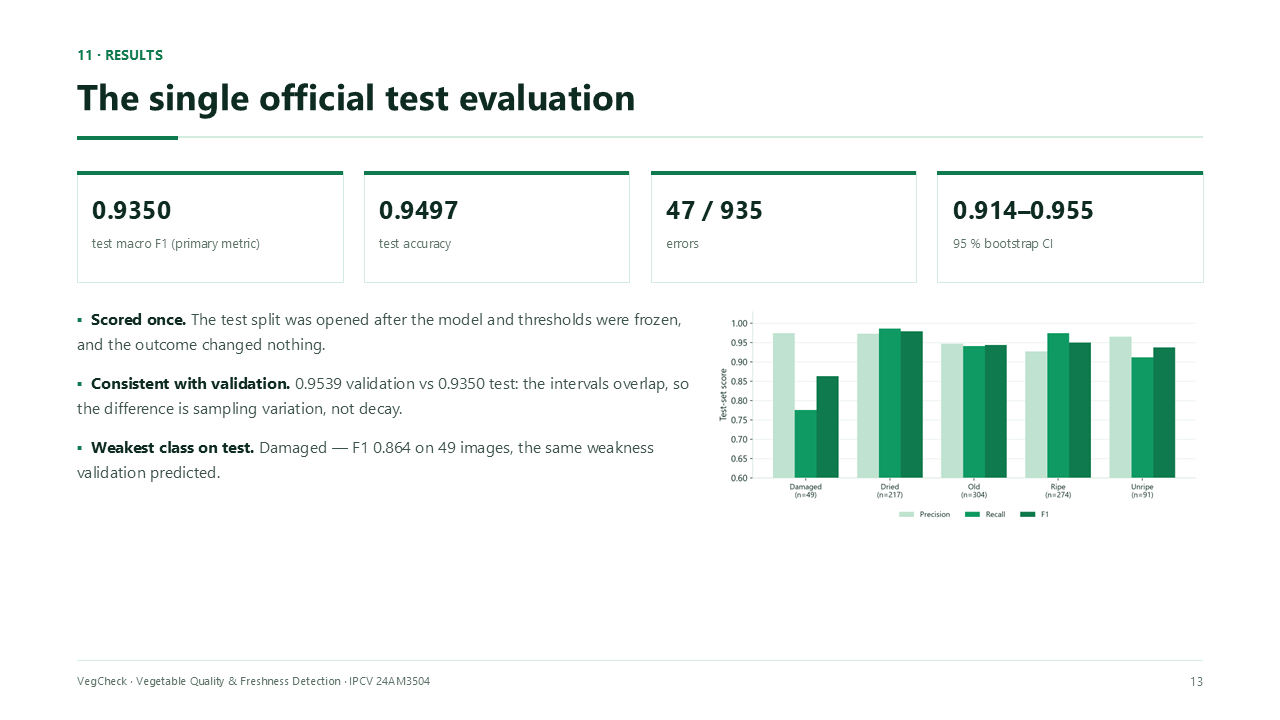 11 · RESULTS
The single official test evaluation
0.9350
test macro F1 (primary metric)
0.9497
test accuracy
47 / 935
errors
0.914–0.955
95 % bootstrap CI
▪ Scored once. The test split was opened after the model and thresholds were frozen,
and the outcome changed nothing.
▪ Consistent with validation. 0.9539 validation vs 0.9350 test: the intervals overlap, so
the difference is sampling variation, not decay.
▪ Weakest class on test. Damaged — F1 0.864 on 49 images, the same weakness
validation predicted.
Test-set score
1.00
0.95
0.90
0.85
0.80
0.75
0.70
0.65
0.60
Damaged
(n=49)
Dried
(n=217)
Old
(n=304)
Ripe
(n=274)
Unripe
(n=91)
Precision Recall F1
VegCheck · Vegetable Quality & Freshness Detection · IPCV 24AM3504
13